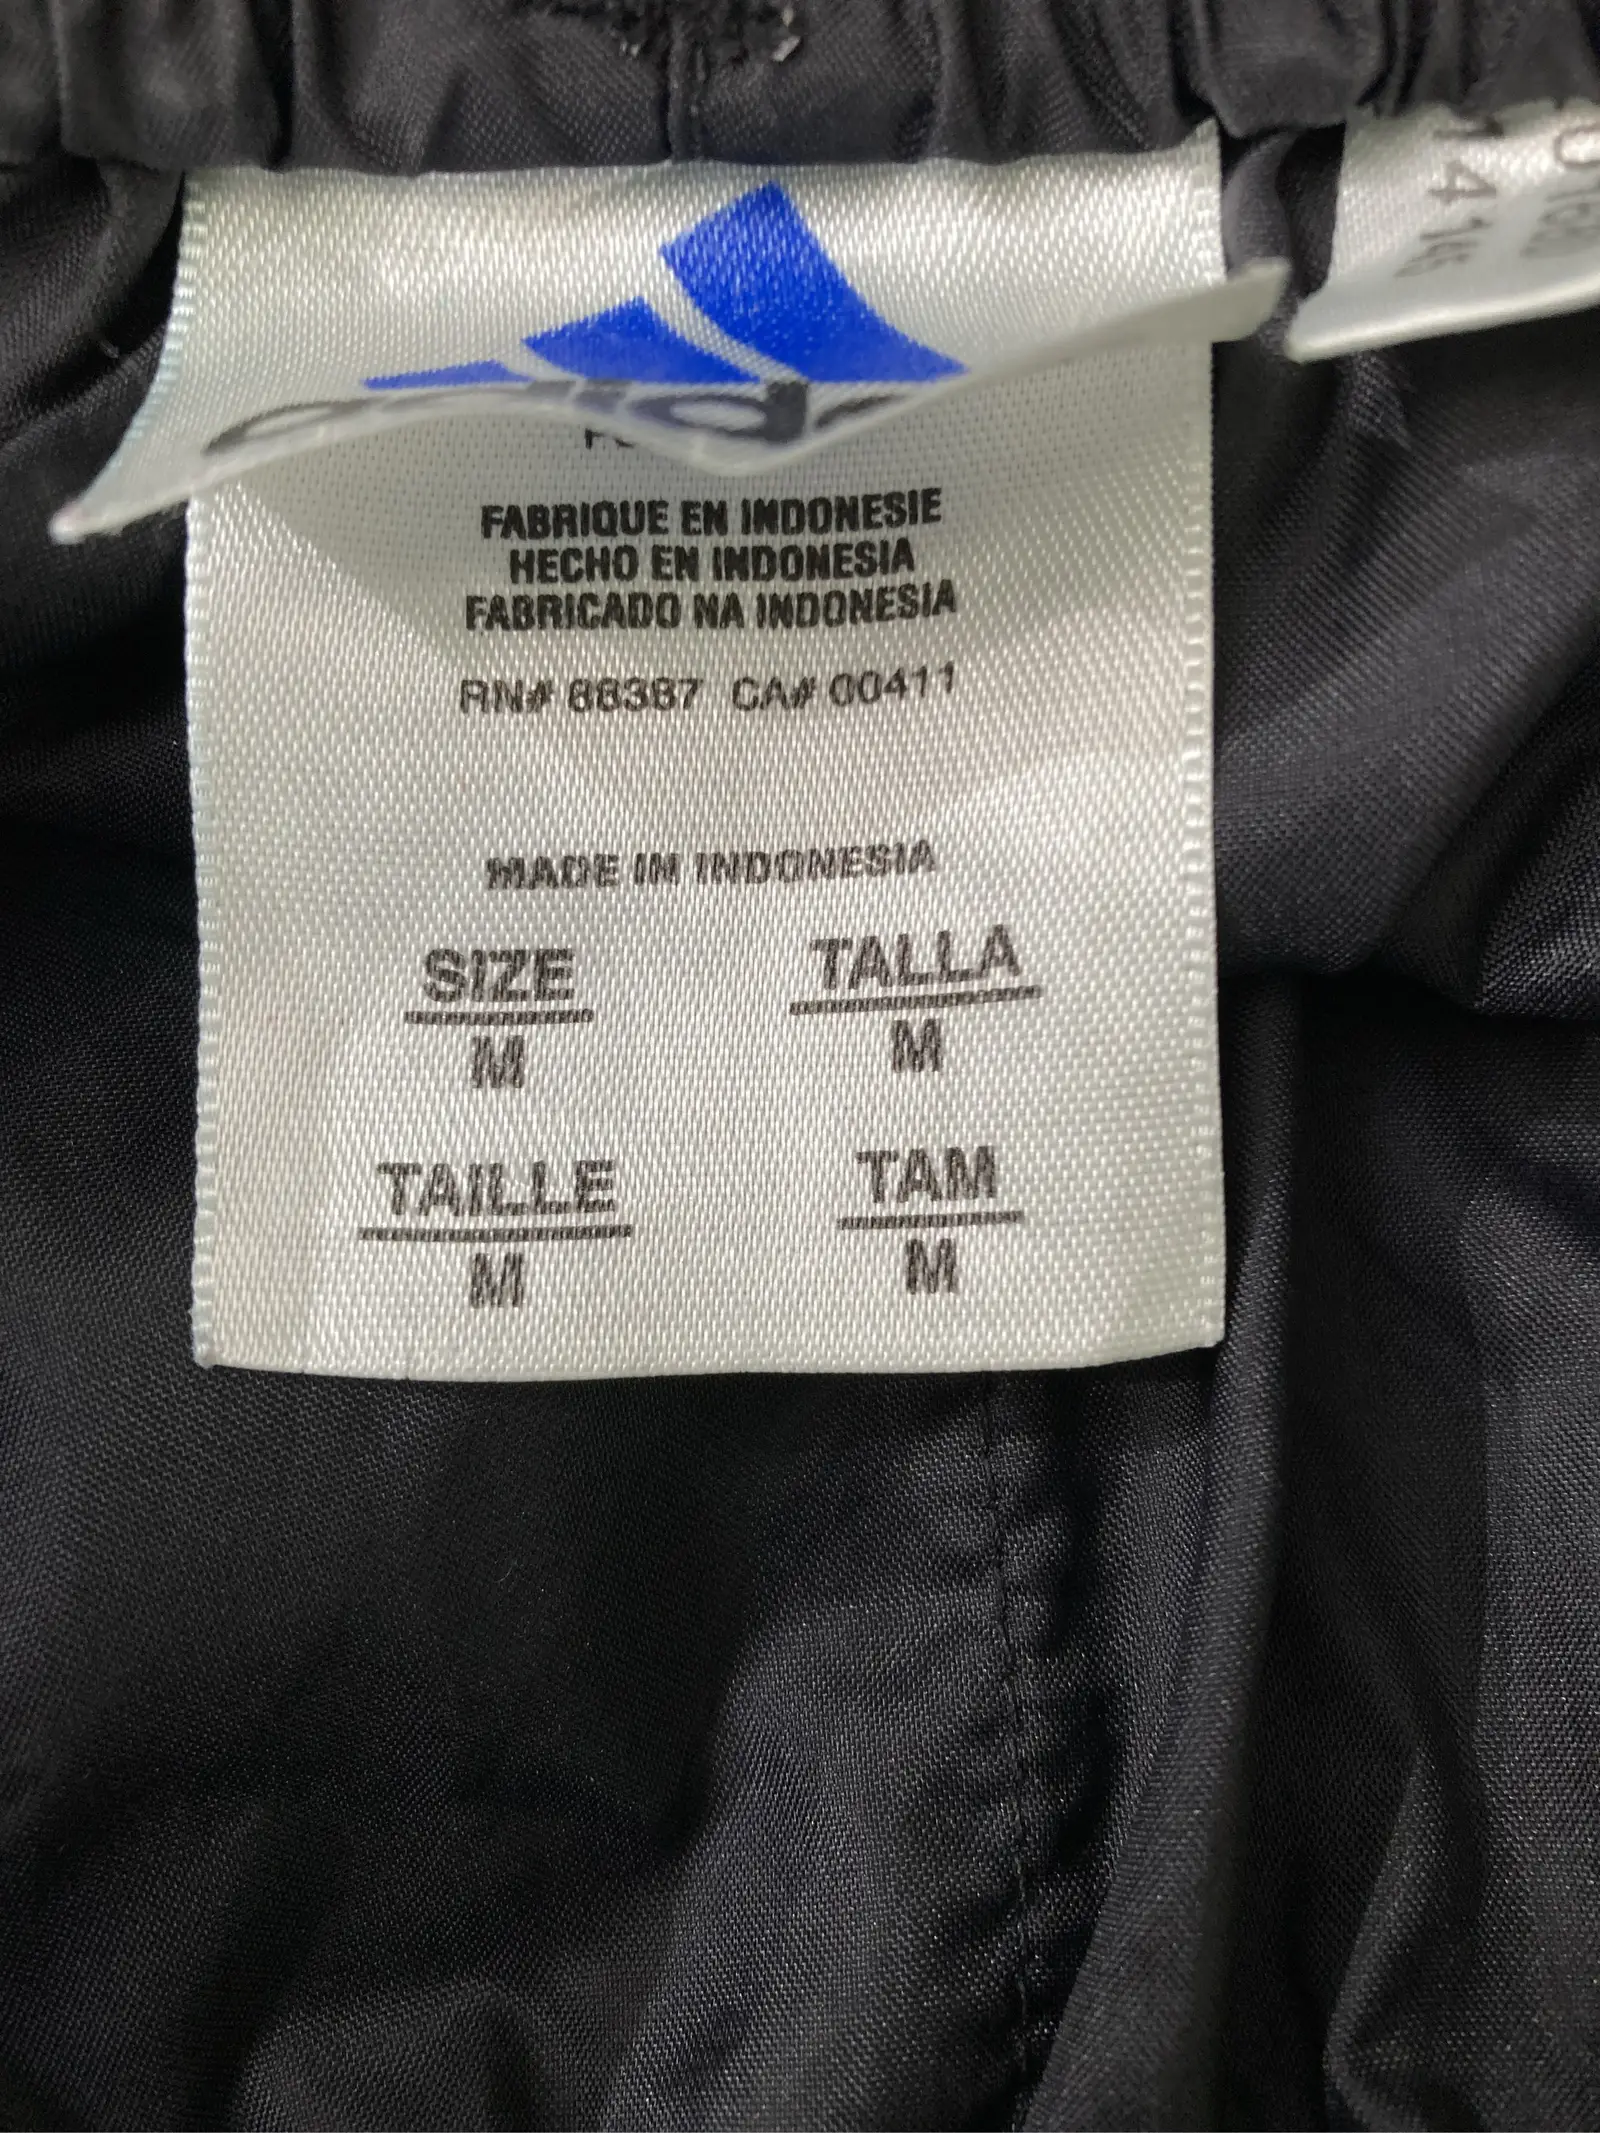 adidas
FABRIQUE EN INDONESIE
HECHO EN INDONESIA
FABRICADO NA INDONESIA
RN# 88387 CA# 00411
MADE IN INDONESIA
SIZE TALLA
M M
TAILLE TAM
M M